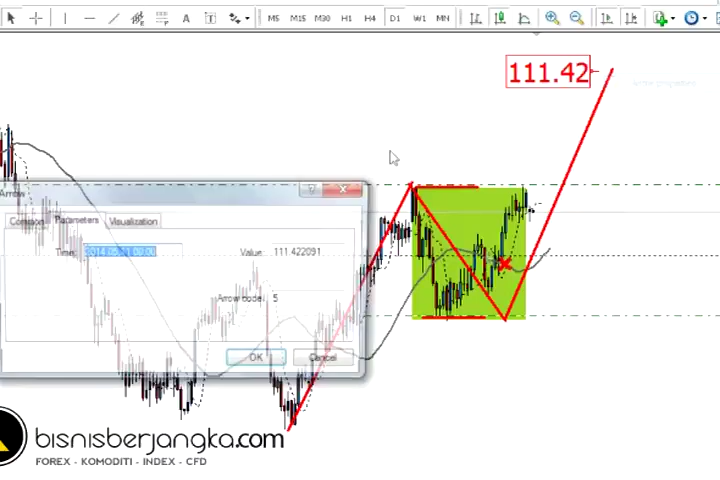 A T M5 M15 M30 H1 H4 D1 W1 MN
111.42
Arrow
Common Parameters Visualization
Time: Value: 111.422091
Arrow code: 5
OK Cancel
bisnisberjangka.com
FOREX - KOMODITI - INDEX - CFD